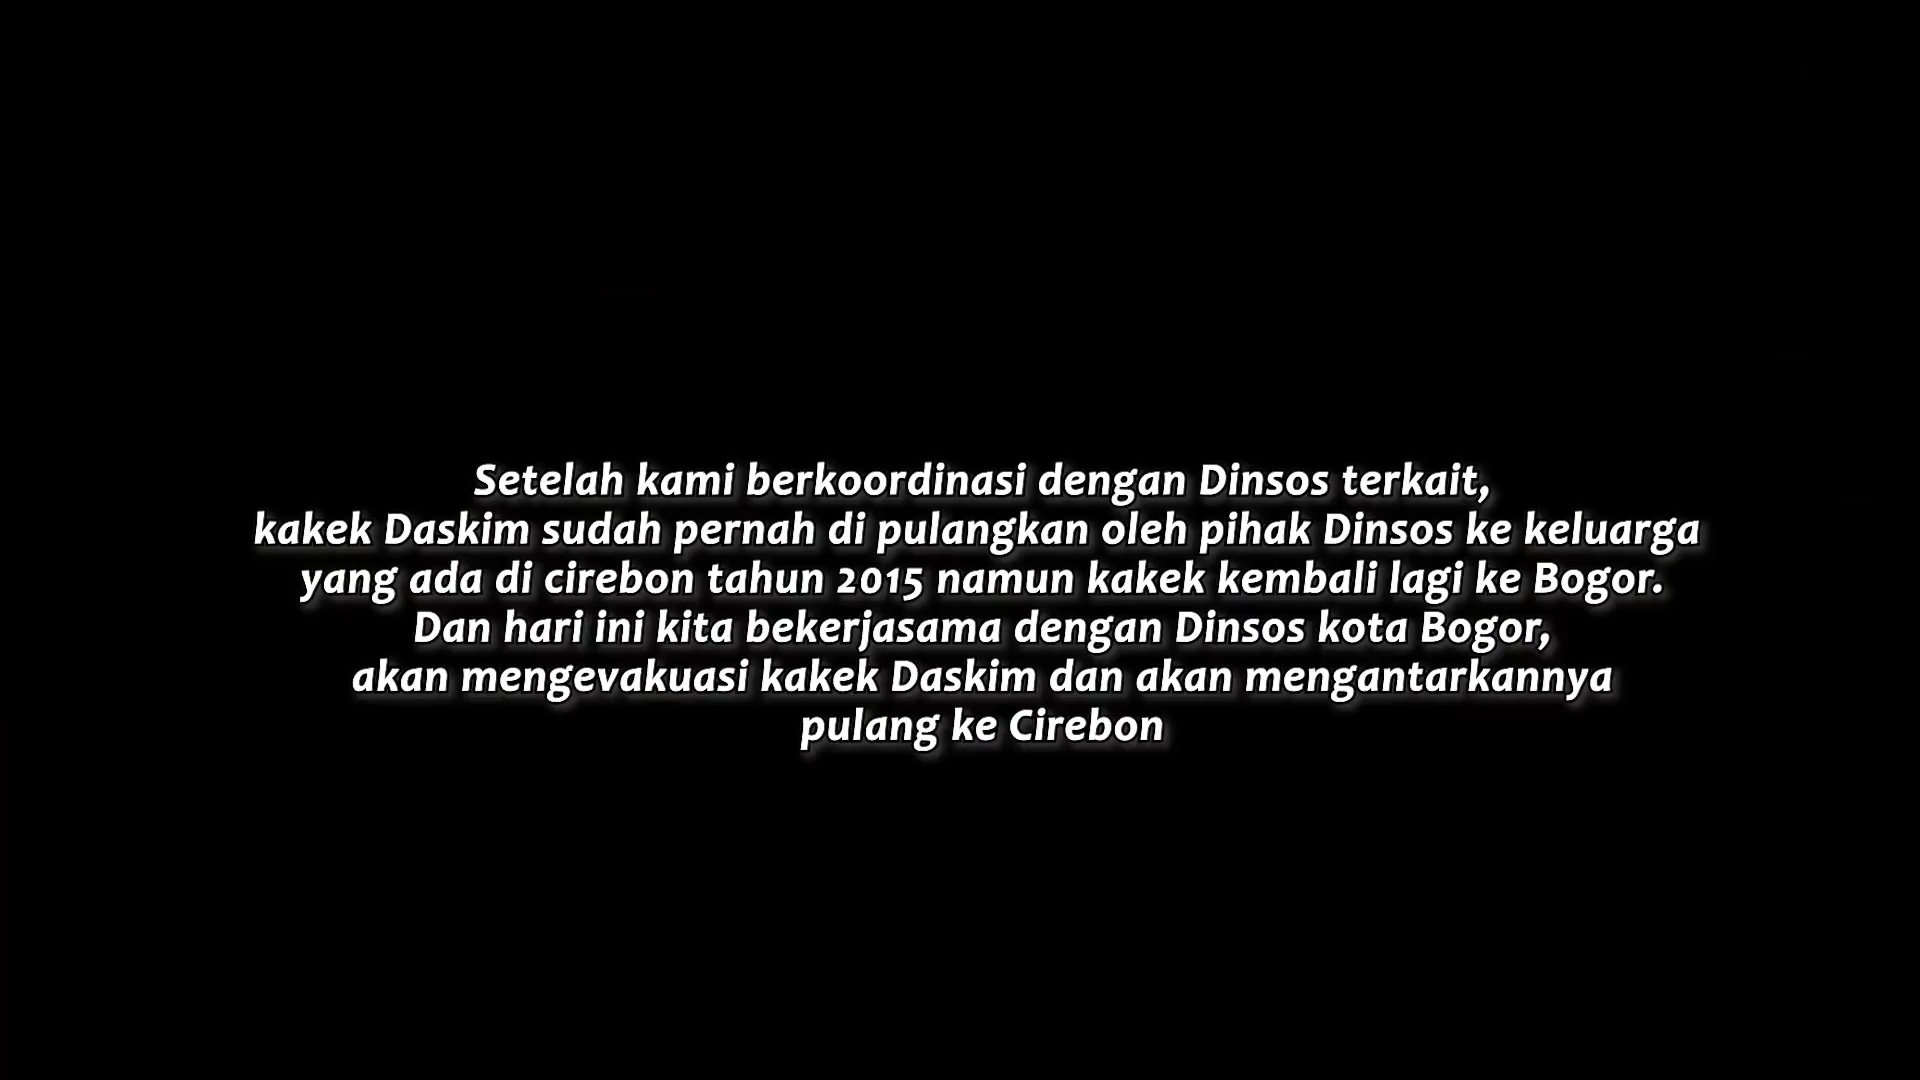 Setelah kami berkoordinasi dengan Dinsos terkait,
kakek Daskim sudah pernah di pulangkan oleh pihak Dinsos ke keluarga
yang ada di cirebon tahun 2015 namun kakek kembali lagi ke Bogor.
Dan hari ini kita bekerjasama dengan Dinsos kota Bogor,
akan mengevakuasi kakek Daskim dan akan mengantarkannya
pulang ke Cirebon